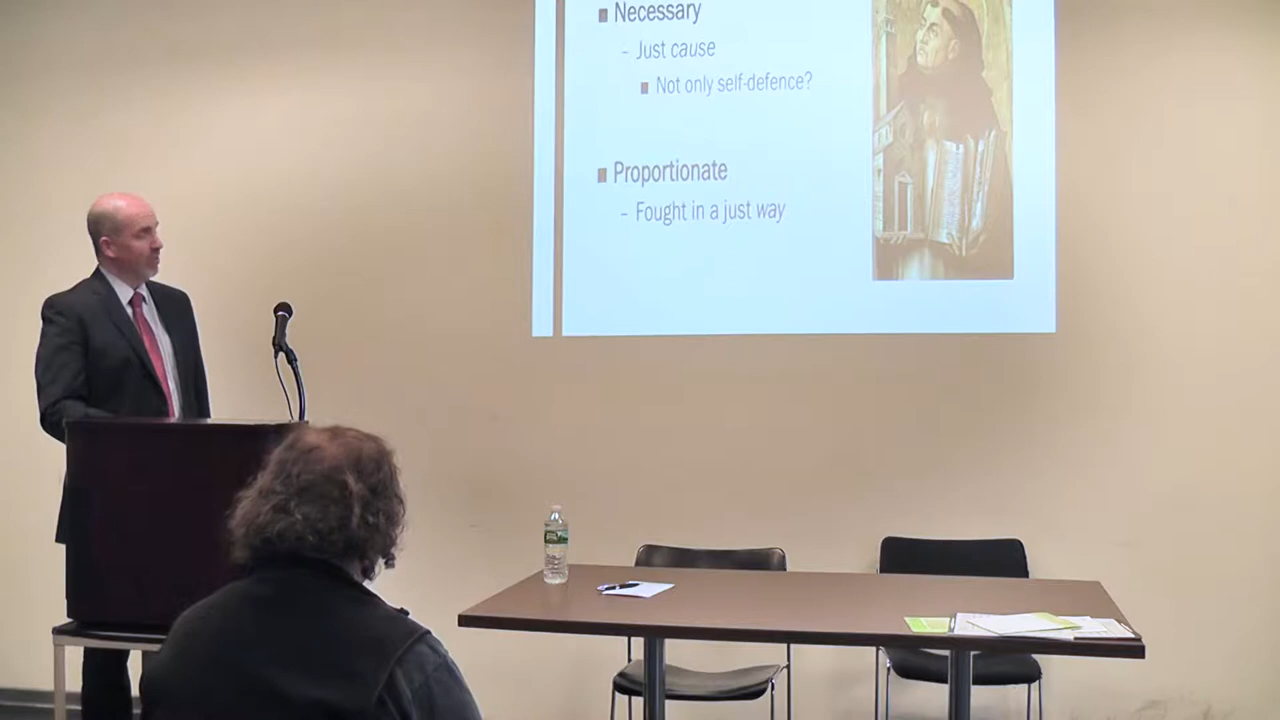 ■ Necessary
– Just cause
■ Not only self-defence?
■ Proportionate
– Fought in a just way